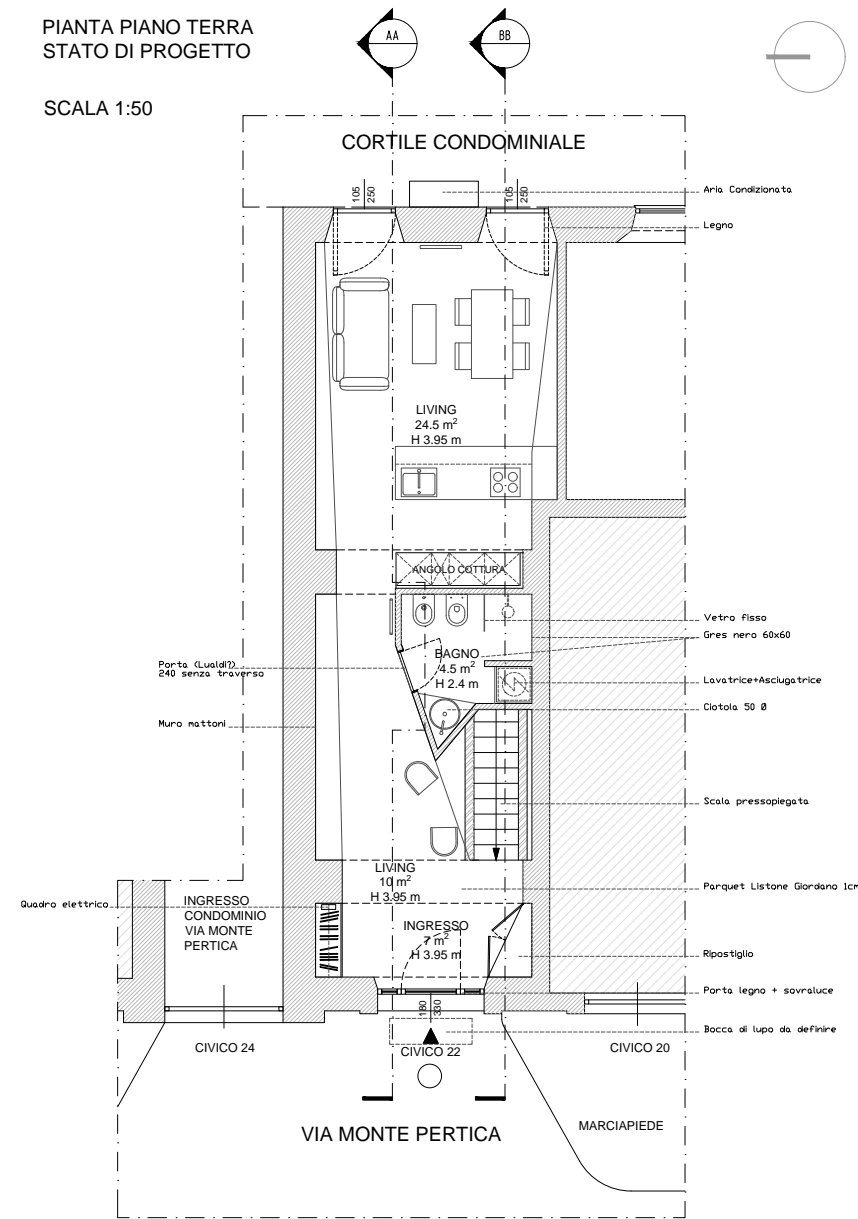 PIANTA PIANO TERRA
STATO DI PROGETTO
SCALA 1:50
AA
BB
CORTILE CONDOMINIALE
105
250
105
250
Aria Condizionata
Legno
LIVING
24.5 m²
H 3.95 m
ANGOLO COTTURA
Vetro fisso
Gres nero 60x60
BAGNO
4.5 m²
H 2.4 m
Porta (Lualdi?)
240 senza traverso
Lavatrice+Asciugatrice
Ciotola 50 Ø
Muro mattoni
Scala pressopiegata
LIVING
10 m²
H 3.95 m
Parquet Listone Giordano 1cm
Quadro elettrico
INGRESSO
CONDOMINIO
VIA MONTE
PERTICA
INGRESSO
7 m²
H 3.95 m
Ripostiglio
Porta legno + sovraluce
180
330
Bocca di lupo da definire
CIVICO 24
CIVICO 22
CIVICO 20
MARCIAPIEDE
VIA MONTE PERTICA